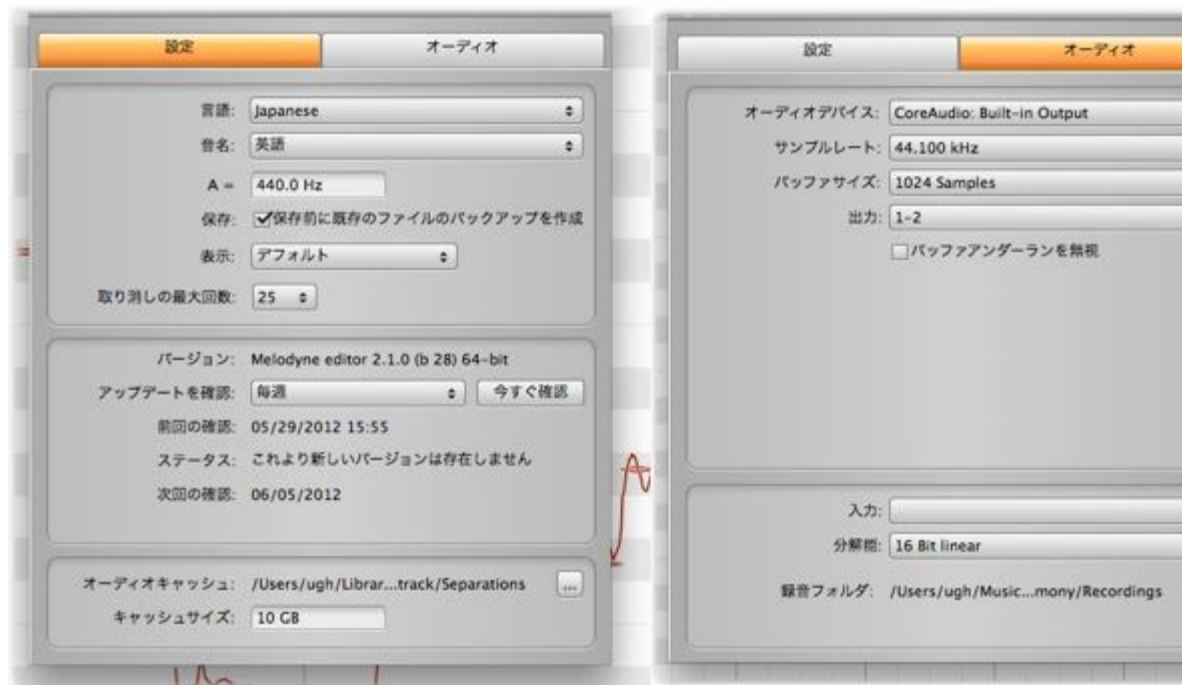 設定
オーディオ
言語: Japanese
音名: 英語
A = 440.0 Hz
保存: 保存前に既存のファイルのバックアップを作成
表示: デフォルト
取り消しの最大回数: 25
バージョン: Melodyne editor 2.1.0 (b 28) 64-bit
アップデートを確認: 毎週 今すぐ確認
前回の確認: 05/29/2012 15:55
ステータス: これより新しいバージョンは存在しません
次回の確認: 06/05/2012
オーディオキャッシュ: /Users/ugh/Librar...track/Separations ...
キャッシュサイズ: 10 GB
設定
オーディオ
オーディオデバイス: CoreAudio: Built-in Output
サンプルレート: 44.100 kHz
バッファサイズ: 1024 Samples
出力: 1-2
バッファアンダーランを無視
入力:
分解能: 16 Bit linear
録音フォルダ: /Users/ugh/Music...mony/Recordings